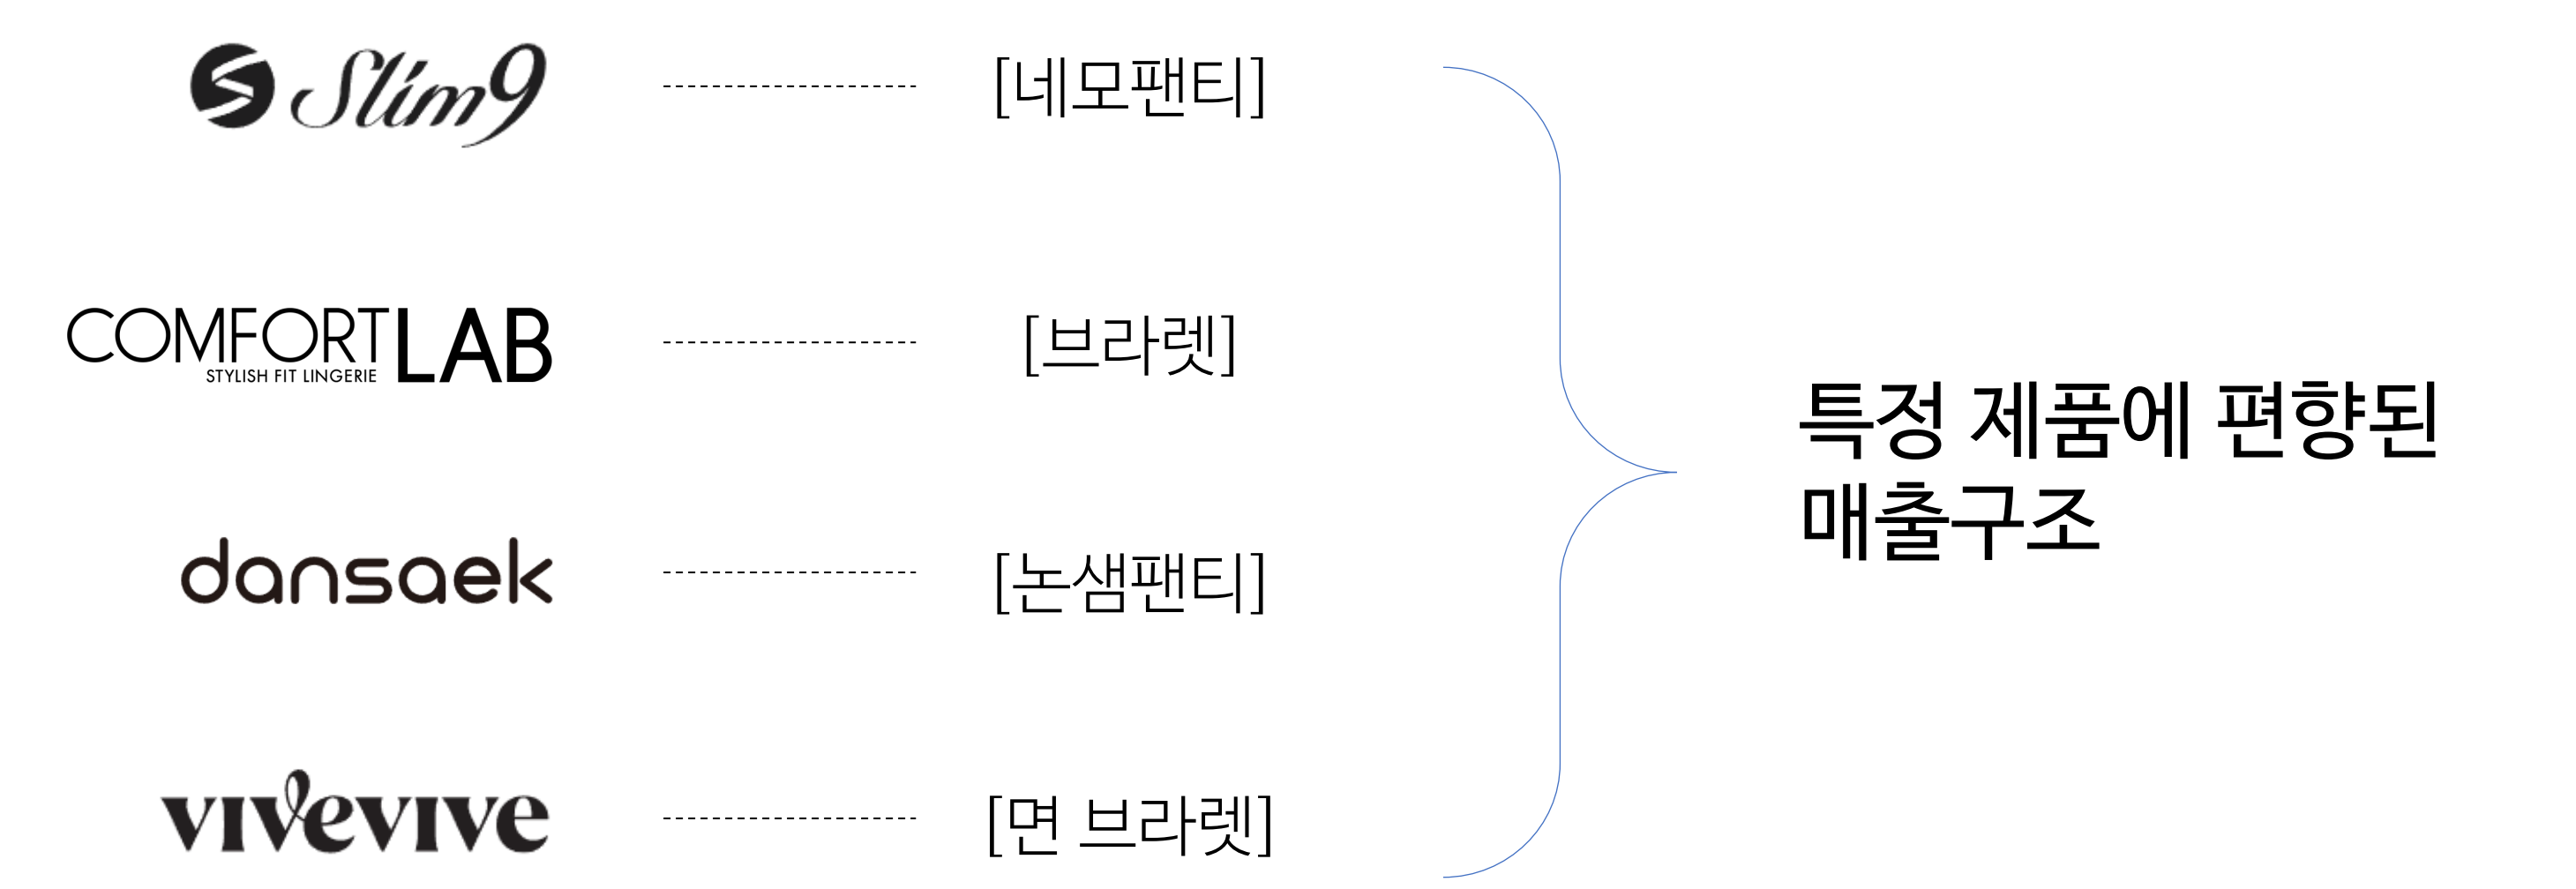 Slim9
[네모팬티]
COMFORTLAB
STYLISH FIT LINGERIE
[브라렛]
dansaek
[논샘팬티]
vivevive
[면 브라렛]
특정 제품에 편향된
매출구조